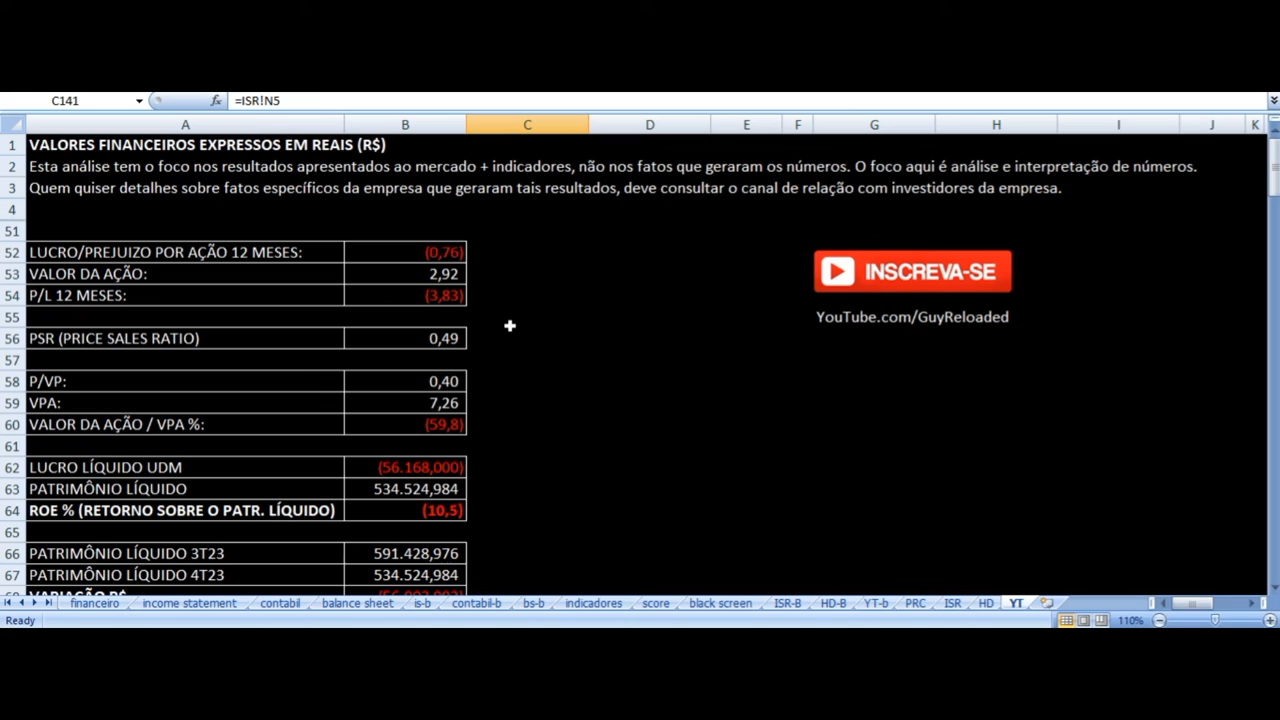 C141 fx =ISR!N5
A B C D E F G H I J K
1 VALORES FINANCEIROS EXPRESSOS EM REAIS (R$)
2 Esta análise tem o foco nos resultados apresentados ao mercado + indicadores, não nos fatos que geraram os números. O foco aqui é análise e interpretação de números.
3 Quem quiser detalhes sobre fatos específicos da empresa que geraram tais resultados, deve consultar o canal de relação com investidores da empresa.
4
51
52 LUCRO/PREJUIZO POR AÇÃO 12 MESES: (0,76)
53 VALOR DA AÇÃO: 2,92
INSCREVA-SE
54 P/L 12 MESES: (3,83)
55
YouTube.com/GuyReloaded
56 PSR (PRICE SALES RATIO) 0,49
57
58 P/VP: 0,40
59 VPA: 7,26
60 VALOR DA AÇÃO / VPA %: (59,8)
61
62 LUCRO LÍQUIDO UDM (56.168,000)
63 PATRIMÔNIO LÍQUIDO 534.524,984
64 ROE % (RETORNO SOBRE O PATR. LÍQUIDO) (10,5)
65
66 PATRIMÔNIO LÍQUIDO 3T23 591.428,976
67 PATRIMÔNIO LÍQUIDO 4T23 534.524,984
VARIAÇÃO R$
financeiro income statement contabil balance sheet is-b contabil-b bs-b indicadores score black screen ISR-B HD-B YT-b PRC ISR HD YT
Ready 110%